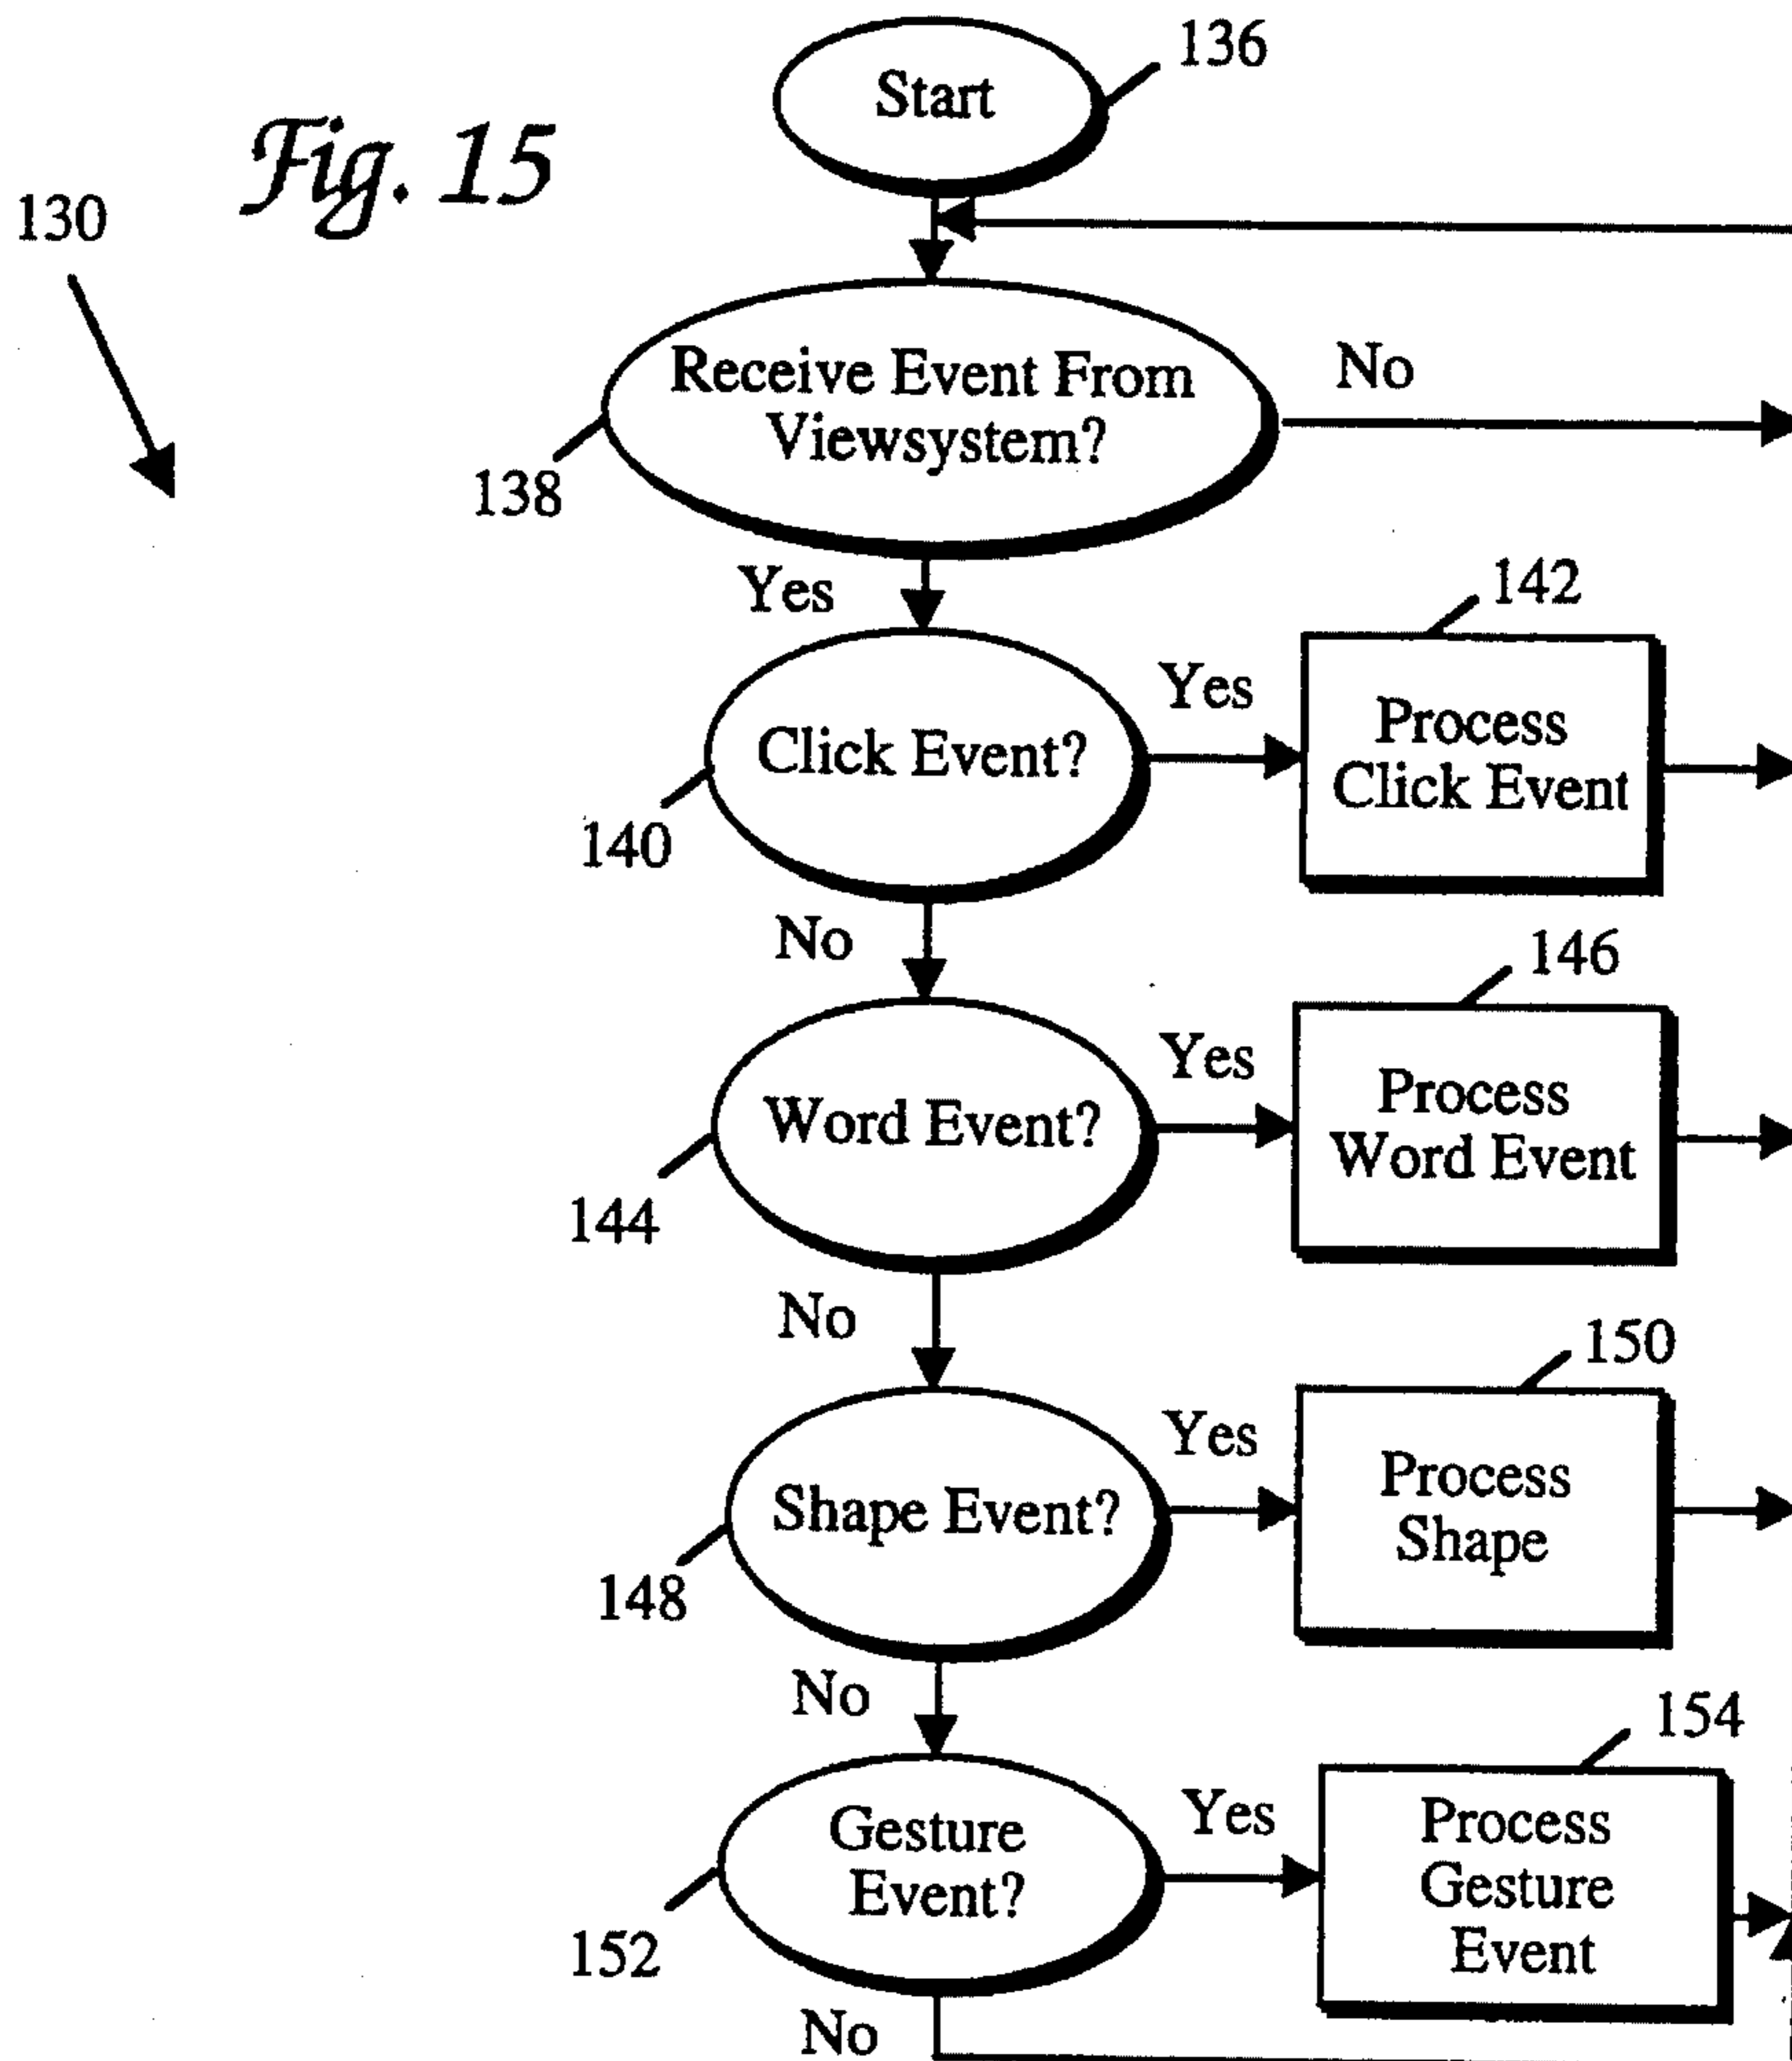 136
Start
Fig. 15
130
Receive Event From
Viewsystem?
No
138
Yes
142
Click Event?
Yes
Process
Click Event
140
No
146
Word Event?
Yes
Process
Word Event
144
No
150
Shape Event?
Yes
Process
Shape
148
No
154
Gesture
Event?
Yes
Process
Gesture
Event
152
No